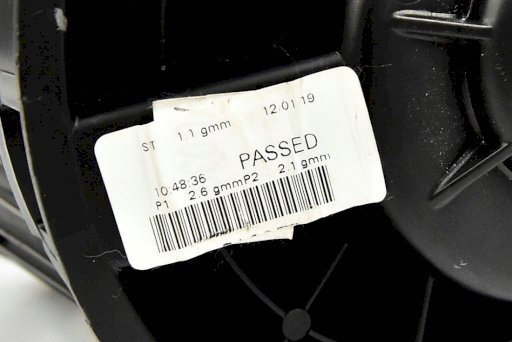 ST 1.1 gmm 12 01 19
PASSED
10:48:36
P1 2.6 gmmP2 2.1 gmm